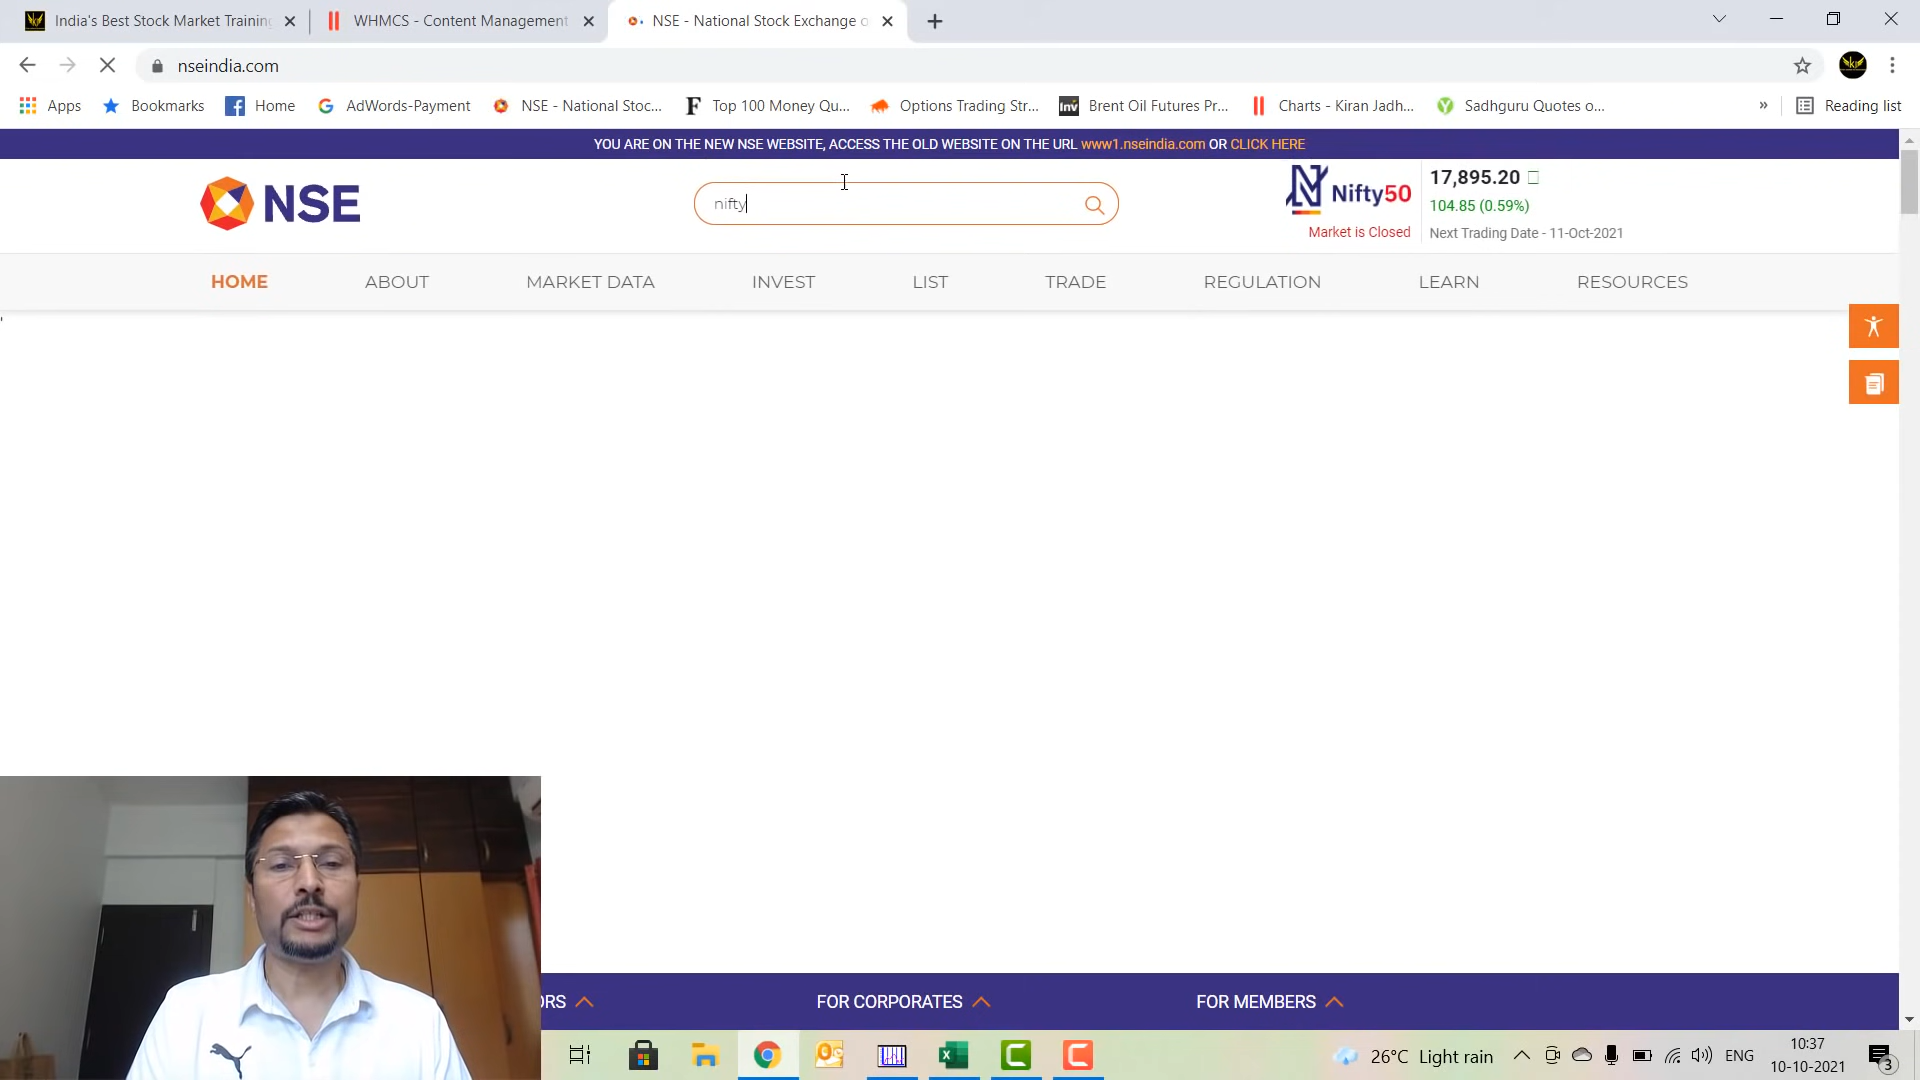 India's Best Stock Market Training
WHMCS - Content Management
NSE - National Stock Exchange o
nseindia.com
Apps
Bookmarks
Home
AdWords-Payment
NSE - National Stoc...
Top 100 Money Qu...
Options Trading Str...
Inv
Brent Oil Futures Pr...
Charts - Kiran Jadh...
Sadhguru Quotes o...
»
Reading list
YOU ARE ON THE NEW NSE WEBSITE, ACCESS THE OLD WEBSITE ON THE URL www1.nseindia.com OR CLICK HERE
NSE
nifty
Nifty50
Market is Closed
17,895.20
104.85 (0.59%)
Next Trading Date - 11-Oct-2021
HOME
ABOUT
MARKET DATA
INVEST
LIST
TRADE
REGULATION
LEARN
RESOURCES
'
ORS
FOR CORPORATES
FOR MEMBERS
26°C Light rain
ENG
10:37
10-10-2021
3